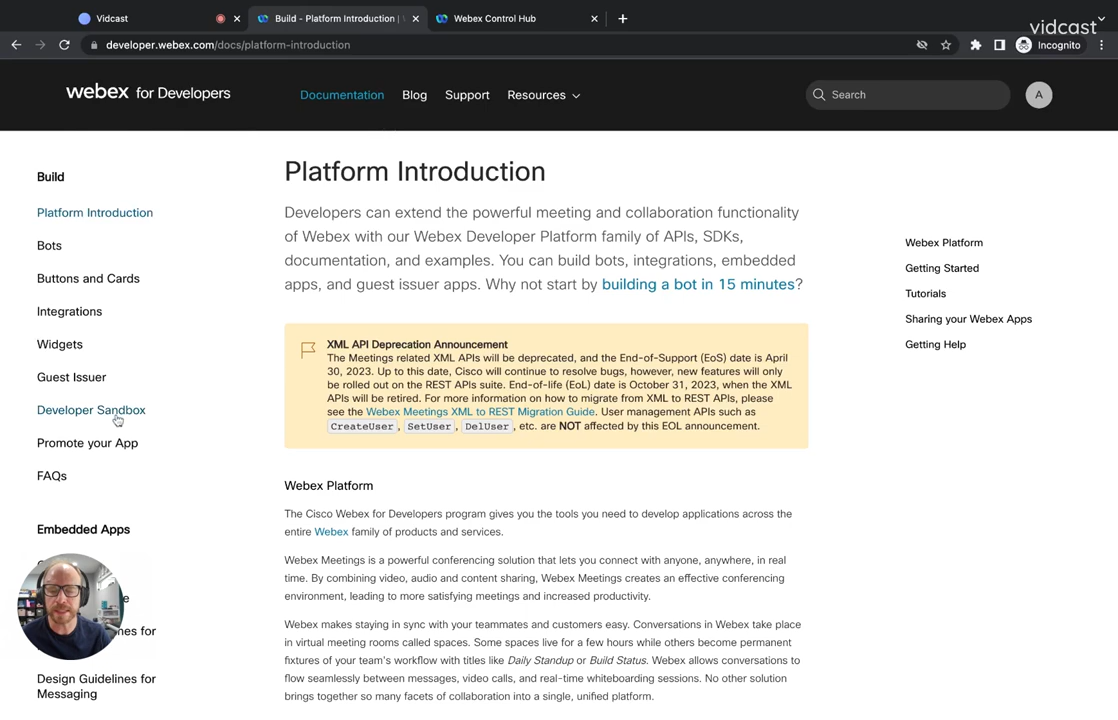 Vidcast
Build - Platform Introduction |
Webex Control Hub
vidcast
developer.webex.com/docs/platform-introduction
Incognito
webex for Developers
Documentation
Blog
Support
Resources
Search
A
Build
Platform Introduction
Bots
Buttons and Cards
Integrations
Widgets
Guest Issuer
Developer Sandbox
Promote your App
FAQs
Embedded Apps
nes for
Design Guidelines for
Messaging
Platform Introduction
Developers can extend the powerful meeting and collaboration functionality
of Webex with our Webex Developer Platform family of APIs, SDKs,
documentation, and examples. You can build bots, integrations, embedded
apps, and guest issuer apps. Why not start by building a bot in 15 minutes?
XML API Deprecation Announcement
The Meetings related XML APIs will be deprecated, and the End-of-Support (EoS) date is April
30, 2023. Up to this date, Cisco will continue to resolve bugs, however, new features will only
be rolled out on the REST APIs suite. End-of-life (EoL) date is October 31, 2023, when the XML
APIs will be retired. For more information on how to migrate from XML to REST APIs, please
see the Webex Meetings XML to REST Migration Guide. User management APIs such as
CreateUser, SetUser, DelUser, etc. are NOT affected by this EOL announcement.
Webex Platform
The Cisco Webex for Developers program gives you the tools you need to develop applications across the
entire Webex family of products and services.
Webex Meetings is a powerful conferencing solution that lets you connect with anyone, anywhere, in real
time. By combining video, audio and content sharing, Webex Meetings creates an effective conferencing
environment, leading to more satisfying meetings and increased productivity.
Webex makes staying in sync with your teammates and customers easy. Conversations in Webex take place
in virtual meeting rooms called spaces. Some spaces live for a few hours while others become permanent
fixtures of your team's workflow with titles like Daily Standup or Build Status. Webex allows conversations to
flow seamlessly between messages, video calls, and real-time whiteboarding sessions. No other solution
brings together so many facets of collaboration into a single, unified platform.
Webex Platform
Getting Started
Tutorials
Sharing your Webex Apps
Getting Help